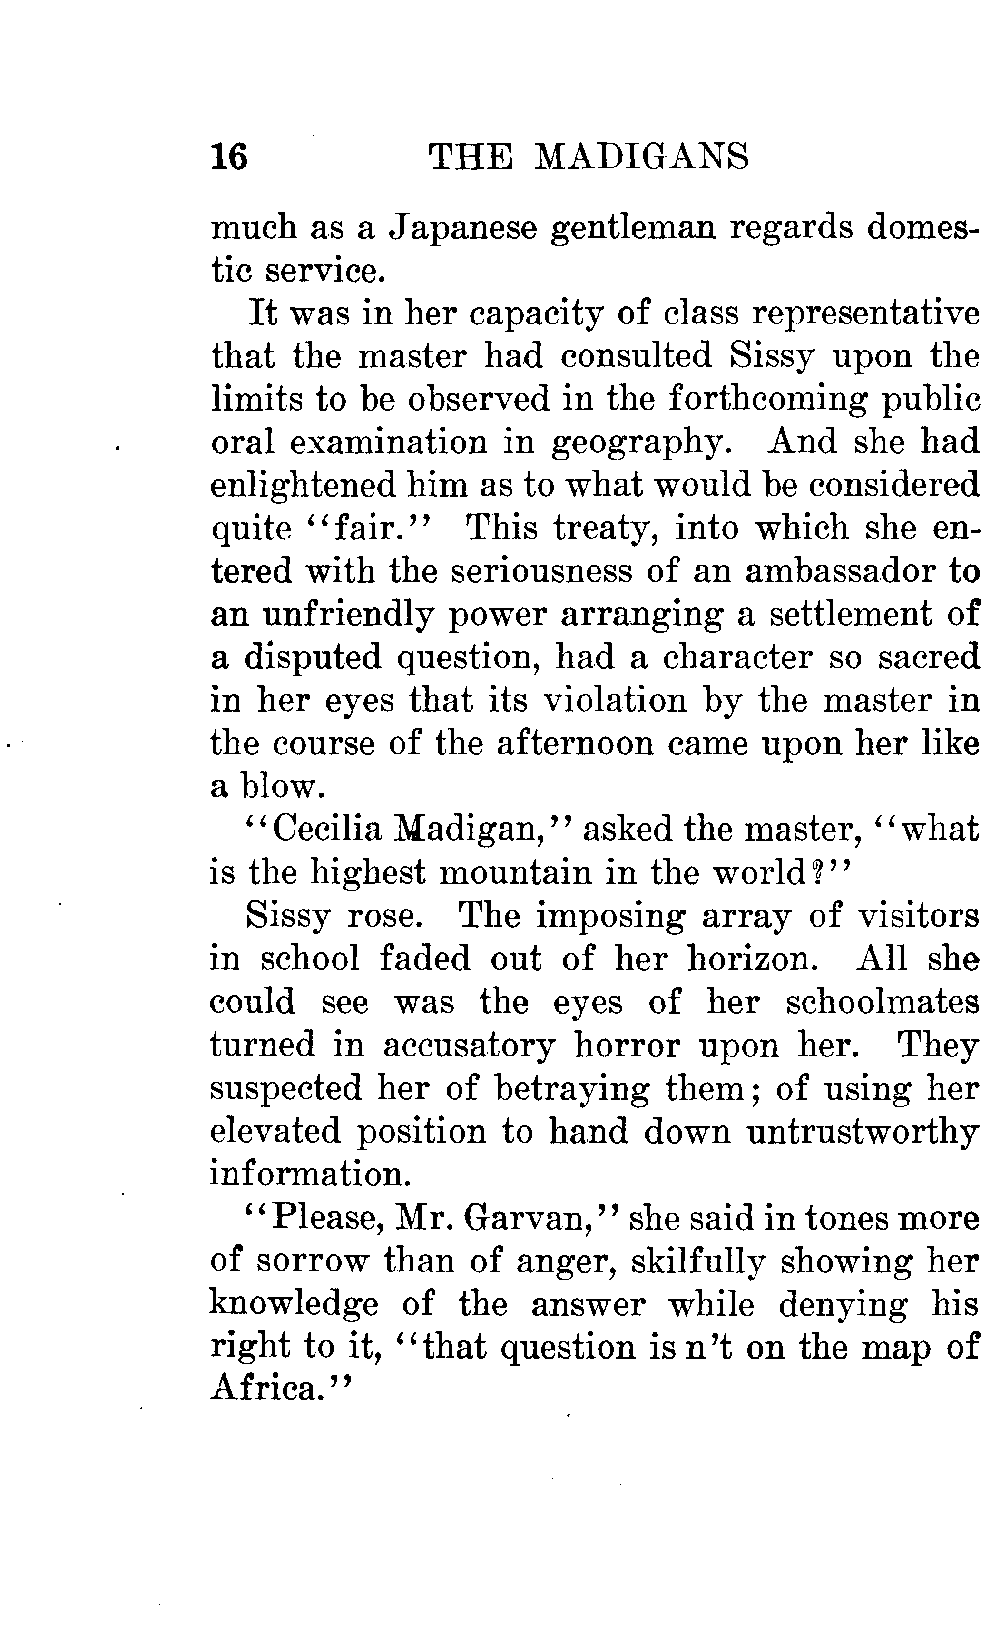 16 THE MADIGANS
much as a Japanese gentleman regards domes-
tic service.
It was in her capacity of class representative
that the master had consulted Sissy upon the
limits to be observed in the forthcoming public
oral examination in geography. And she had
enlightened him as to what would be considered
quite "fair." This treaty, into which she en-
tered with the seriousness of an ambassador to
an unfriendly power arranging a settlement of
a disputed question, had a character so sacred
in her eyes that its violation by the master in
the course of the afternoon came upon her like
a blow.
"Cecilia Madigan," asked the master, "what
is the highest mountain in the world?"
Sissy rose. The imposing array of visitors
in school faded out of her horizon. All she
could see was the eyes of her schoolmates
turned in accusatory horror upon her. They
suspected her of betraying them; of using her
elevated position to hand down untrustworthy
information.
"Please, Mr. Garvan," she said in tones more
of sorrow than of anger, skilfully showing her
knowledge of the answer while denying his
right to it, "that question is n't on the map of
Africa."